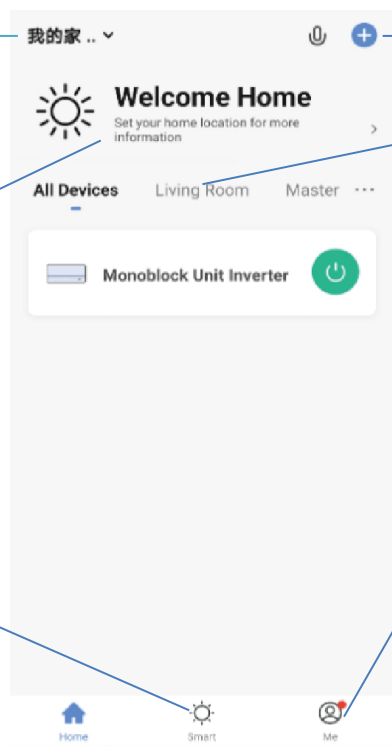 我的家 ..
Welcome Home
Set your home location for more
information
All Devices
Living Room
Master
Monoblock Unit Inverter
Home
Smart
Me